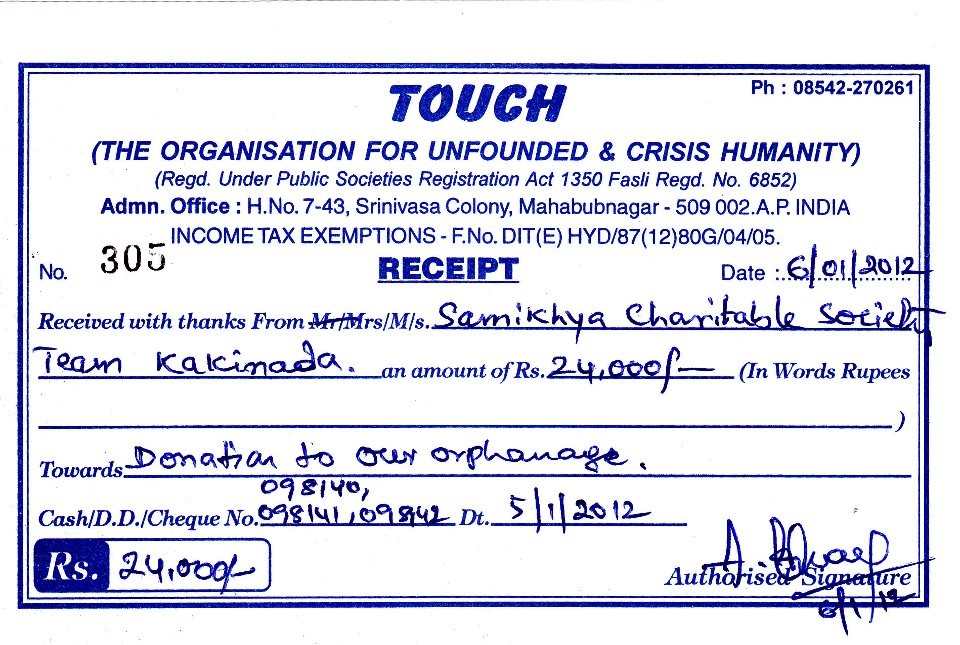 Ph : 08542-270261
TOUCH
(THE ORGANISATION FOR UNFOUNDED & CRISIS HUMANITY)
(Regd. Under Public Societies Registration Act 1350 Fasli Regd. No. 6852)
Admn. Office : H.No. 7-43, Srinivasa Colony, Mahabubnagar - 509 002.A.P. INDIA
INCOME TAX EXEMPTIONS - F.No. DIT(E) HYD/87(12)80G/04/05.
No. 305 RECEIPT Date : 6/01/2012
Received with thanks From Mr/Mrs/M/s. Samikhya Charitable Society
Team Kakinada. an amount of Rs. 24,000/- (In Words Rupees
)
Towards Donation to our orphanage.
098140,
Cash/D.D./Cheque No. 098141, 098142 Dt. 5/1/2012
Rs. 24,000/-
Authorised Signature
6/1/12